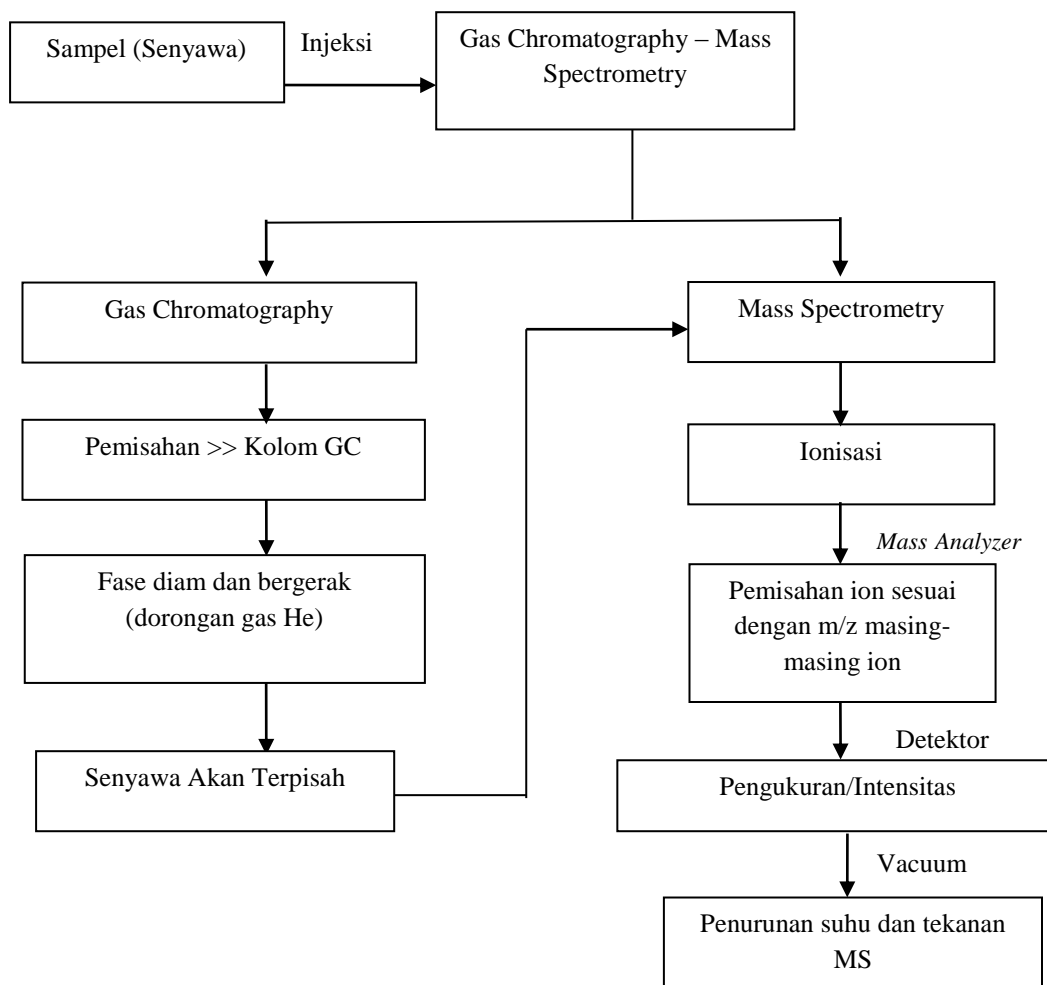 Sampel (Senyawa)
Injeksi
Gas Chromatography – Mass
Spectrometry
Gas Chromatography
Pemisahan >> Kolom GC
Fase diam dan bergerak
(dorongan gas He)
Senyawa Akan Terpisah
Mass Spectrometry
Ionisasi
Mass Analyzer
Pemisahan ion sesuai
dengan m/z masing-
masing ion
Detektor
Pengukuran/Intensitas
Vacuum
Penurunan suhu dan tekanan
MS